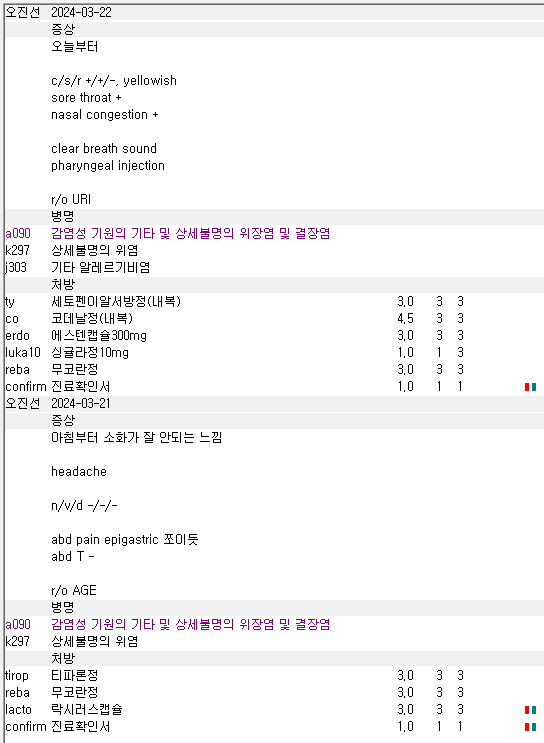 오진선 2024-03-22
증상
오늘부터
c/s/r +/+/-, yellowish
sore throat +
nasal congestion +
clear breath sound
pharyngeal injection
r/o URI
병명
a090 감염성 기원의 기타 및 상세불명의 위장염 및 결장염
k297 상세불명의 위염
j303 기타 알레르기비염
처방
ty 세토펜이알서방정(내복) 3.0 3 3
co 코데날정(내복) 4.5 3 3
erdo 에스텐캡슐300mg 3.0 3 3
luka10 싱귤라정10mg 1.0 1 3
reba 무코란정 3.0 3 3
confirm 진료확인서 1.0 1 1
오진선 2024-03-21
증상
아침부터 소화가 잘 안되는 느낌
headache
n/v/d -/-/-
abd pain epigastric 쪼이듯
abd T -
r/o AGE
병명
a090 감염성 기원의 기타 및 상세불명의 위장염 및 결장염
k297 상세불명의 위염
처방
tirop 티파론정 3.0 3 3
reba 무코란정 3.0 3 3
lacto 락시러스캡슐 3.0 3 3
confirm 진료확인서 1.0 1 1